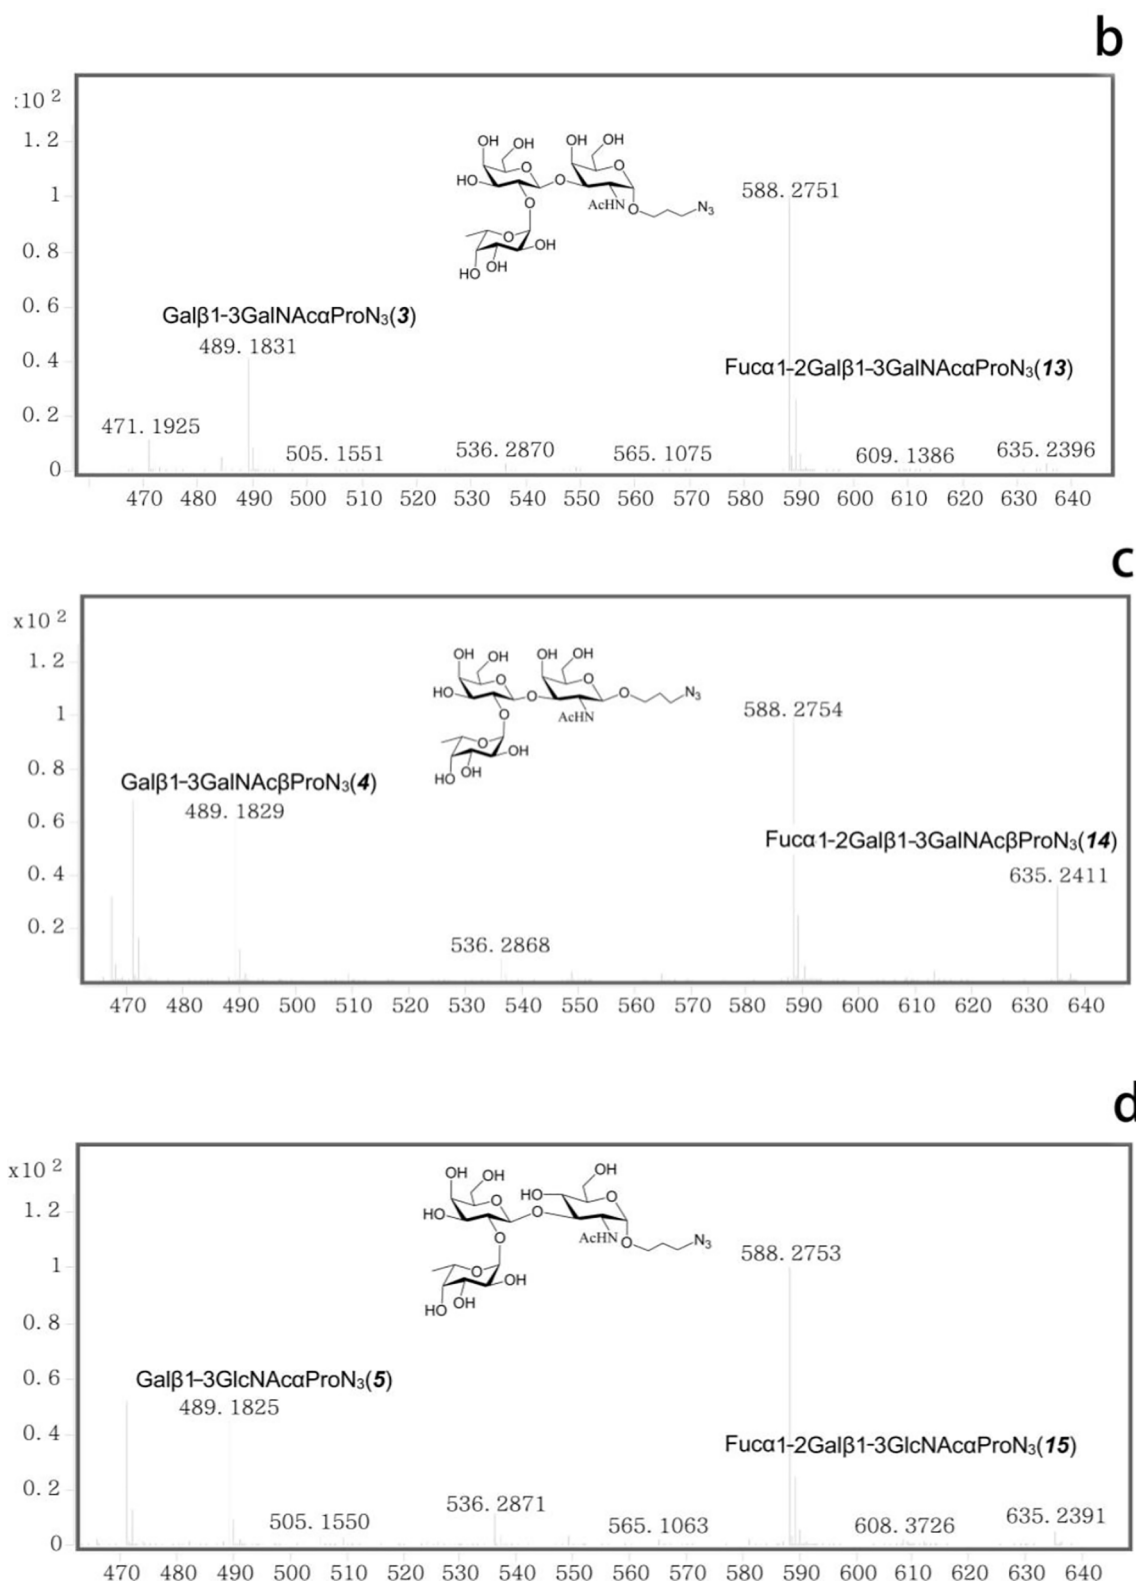 b
:10 2
1.2
OH OH OH OH
HO O O O
AcHN O N3
O
O OH
HO OH
588.2751
1
0.8
0.6
Galβ1-3GalNAcαProN3(3)
489.1831
0.4
Fucα1-2Galβ1-3GalNAcαProN3(13)
0.2
471.1925
505.1551
536.2870
565.1075
609.1386
635.2396
0
470 480 490 500 510 520 530 540 550 560 570 580 590 600 610 620 630 640
c
x10 2
1.2
OH OH OH OH
HO O O O O N3
AcHN
O
O OH
HO OH
1
588.2754
0.8
Galβ1-3GalNAcβProN3(4)
489.1829
0.6
Fucα1-2Galβ1-3GalNAcβProN3(14)
0.4
635.2411
0.2
536.2868
470 480 490 500 510 520 530 540 550 560 570 580 590 600 610 620 630 640
d
x10 2
OH OH OH
HO O HO O O
AcHN O N3
O
O OH
HO OH
1.2
588.2753
1
0.8
0.6
Galβ1-3GlcNAcαProN3(5)
489.1825
0.4
Fucα1-2Galβ1-3GlcNAcαProN3(15)
0.2
505.1550
536.2871
565.1063
608.3726
635.2391
0
470 480 490 500 510 520 530 540 550 560 570 580 590 600 610 620 630 640